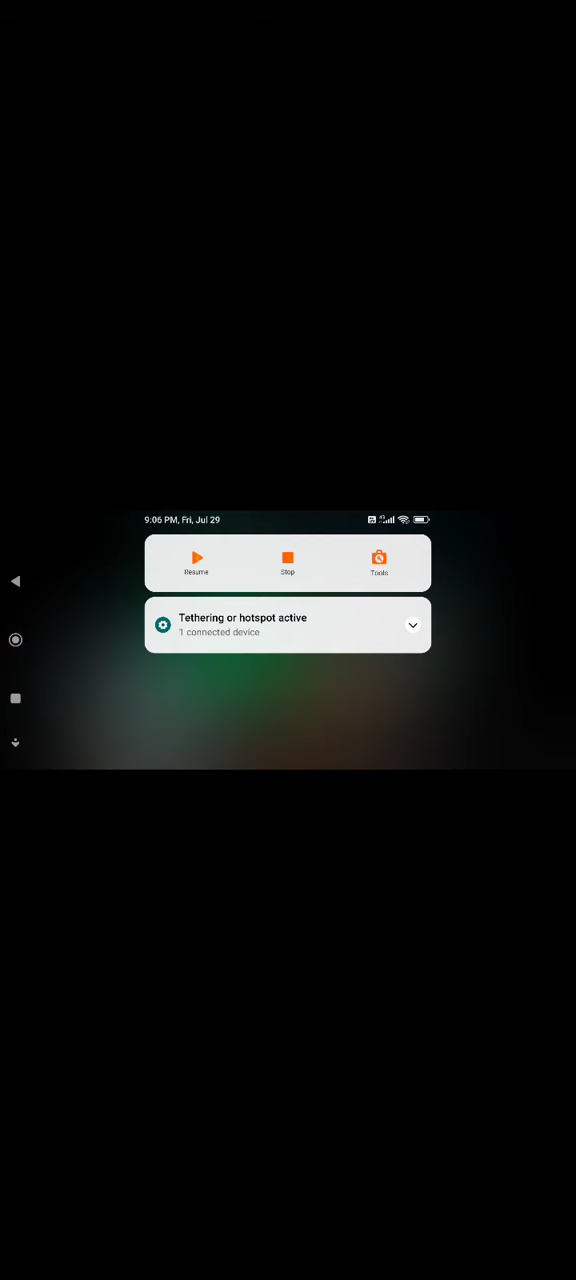 9:06 PM, Fri, Jul 29
Resume
Stop
Tools
Tethering or hotspot active
1 connected device